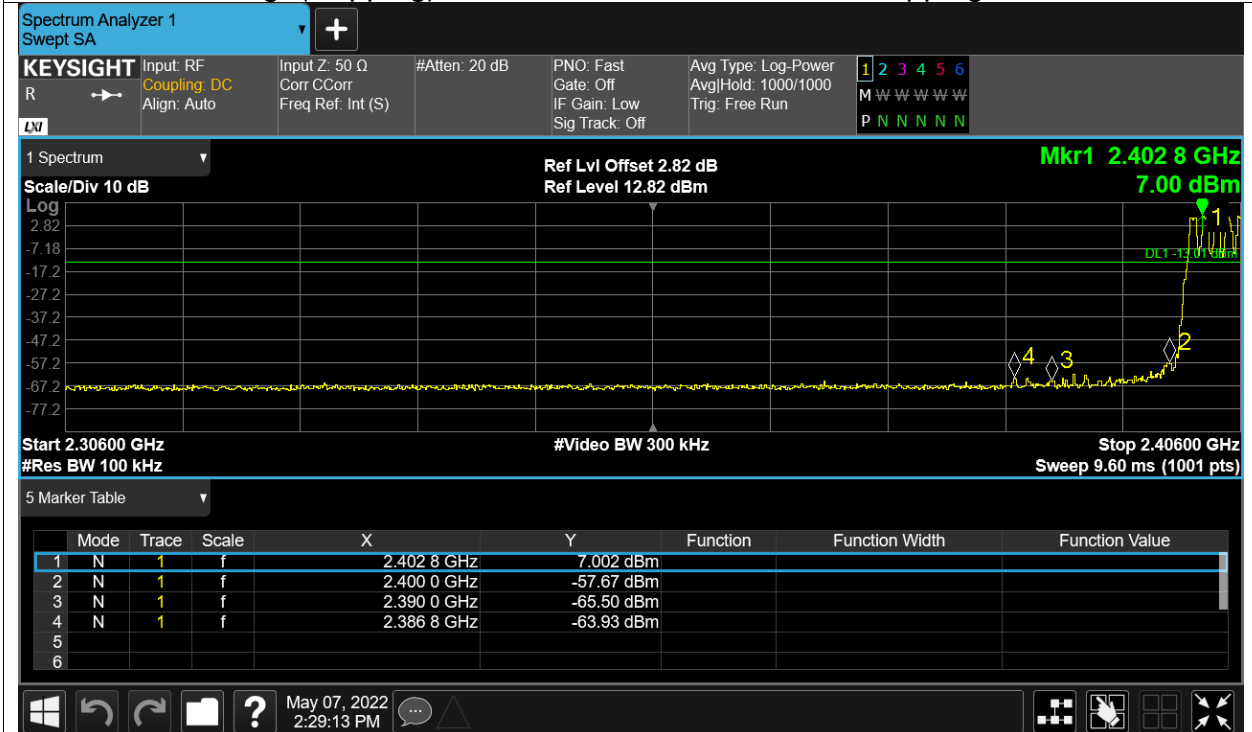 Spectrum Analyzer 1
Swept SA
+
KEYSIGHT Input: RF Input Z: 50 Ω #Atten: 20 dB PNO: Fast Avg Type: Log-Power 1 2 3 4 5 6
R Coupling: DC Corr CCorr Gate: Off Avg|Hold: 1000/1000 M W W W W W
Align: Auto Freq Ref: Int (S) IF Gain: Low Trig: Free Run
LXI Sig Track: Off P N N N N N
1 Spectrum Ref Lvl Offset 2.82 dB Mkr1 2.402 8 GHz
Scale/Div 10 dB Ref Level 12.82 dBm 7.00 dBm
Log
1
2.82
-7.18
DL1 -13.01 dBm
-17.2
-27.2
-37.2
-47.2
2
4 3
-57.2
-67.2
-77.2
Start 2.30600 GHz #Video BW 300 kHz Stop 2.40600 GHz
#Res BW 100 kHz Sweep 9.60 ms (1001 pts)
5 Marker Table
Mode Trace Scale X Y Function Function Width Function Value
1 N 1 f 2.402 8 GHz 7.002 dBm
2 N 1 f 2.400 0 GHz -57.67 dBm
3 N 1 f 2.390 0 GHz -65.50 dBm
4 N 1 f 2.386 8 GHz -63.93 dBm
5
6
? May 07, 2022
2:29:13 PM